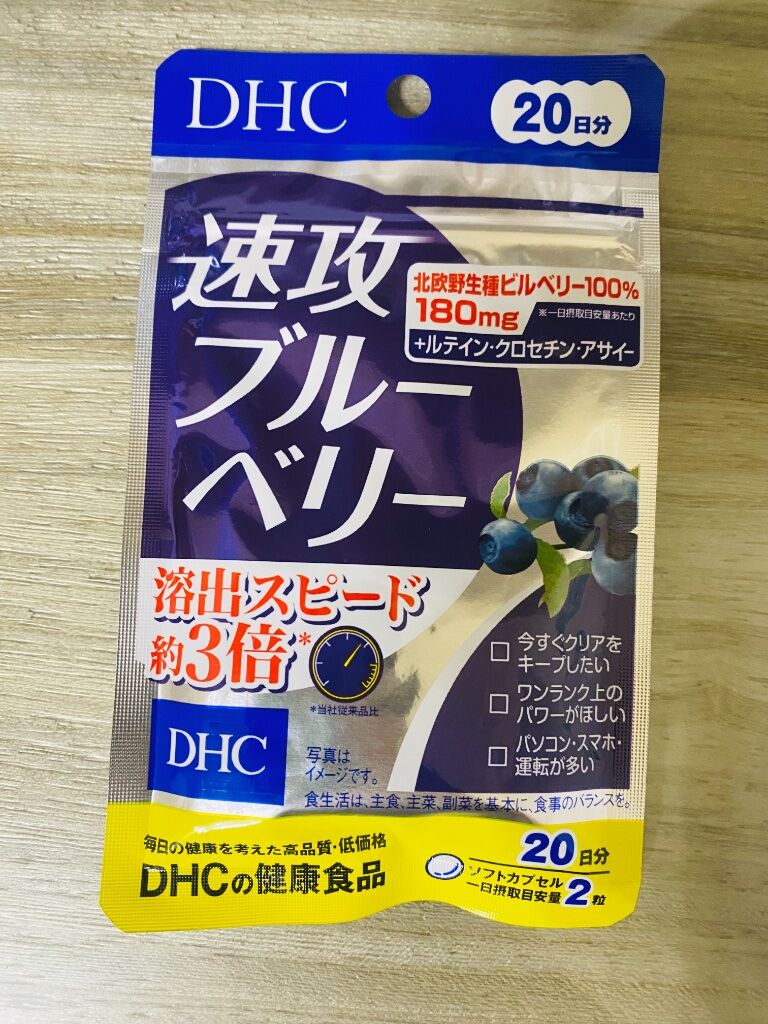 DHC
20日分
速攻
ブルー
ベリー
北欧野生種ビルベリー100%
180mg ※一日摂取目安量あたり
+ルテイン・クロセチン・アサイー
溶出スピード
約3倍*
*当社従来品比
□ 今すぐクリアを
キープしたい
□ ワンランク上の
パワーがほしい
□ パソコン・スマホ・
運転が多い
DHC
写真は
イメージです。
食生活は、主食、主菜、副菜を基本に、食事のバランスを。
毎日の健康を考えた高品質・低価格
DHCの健康食品
20日分
ソフトカプセル
一日摂取目安量2粒